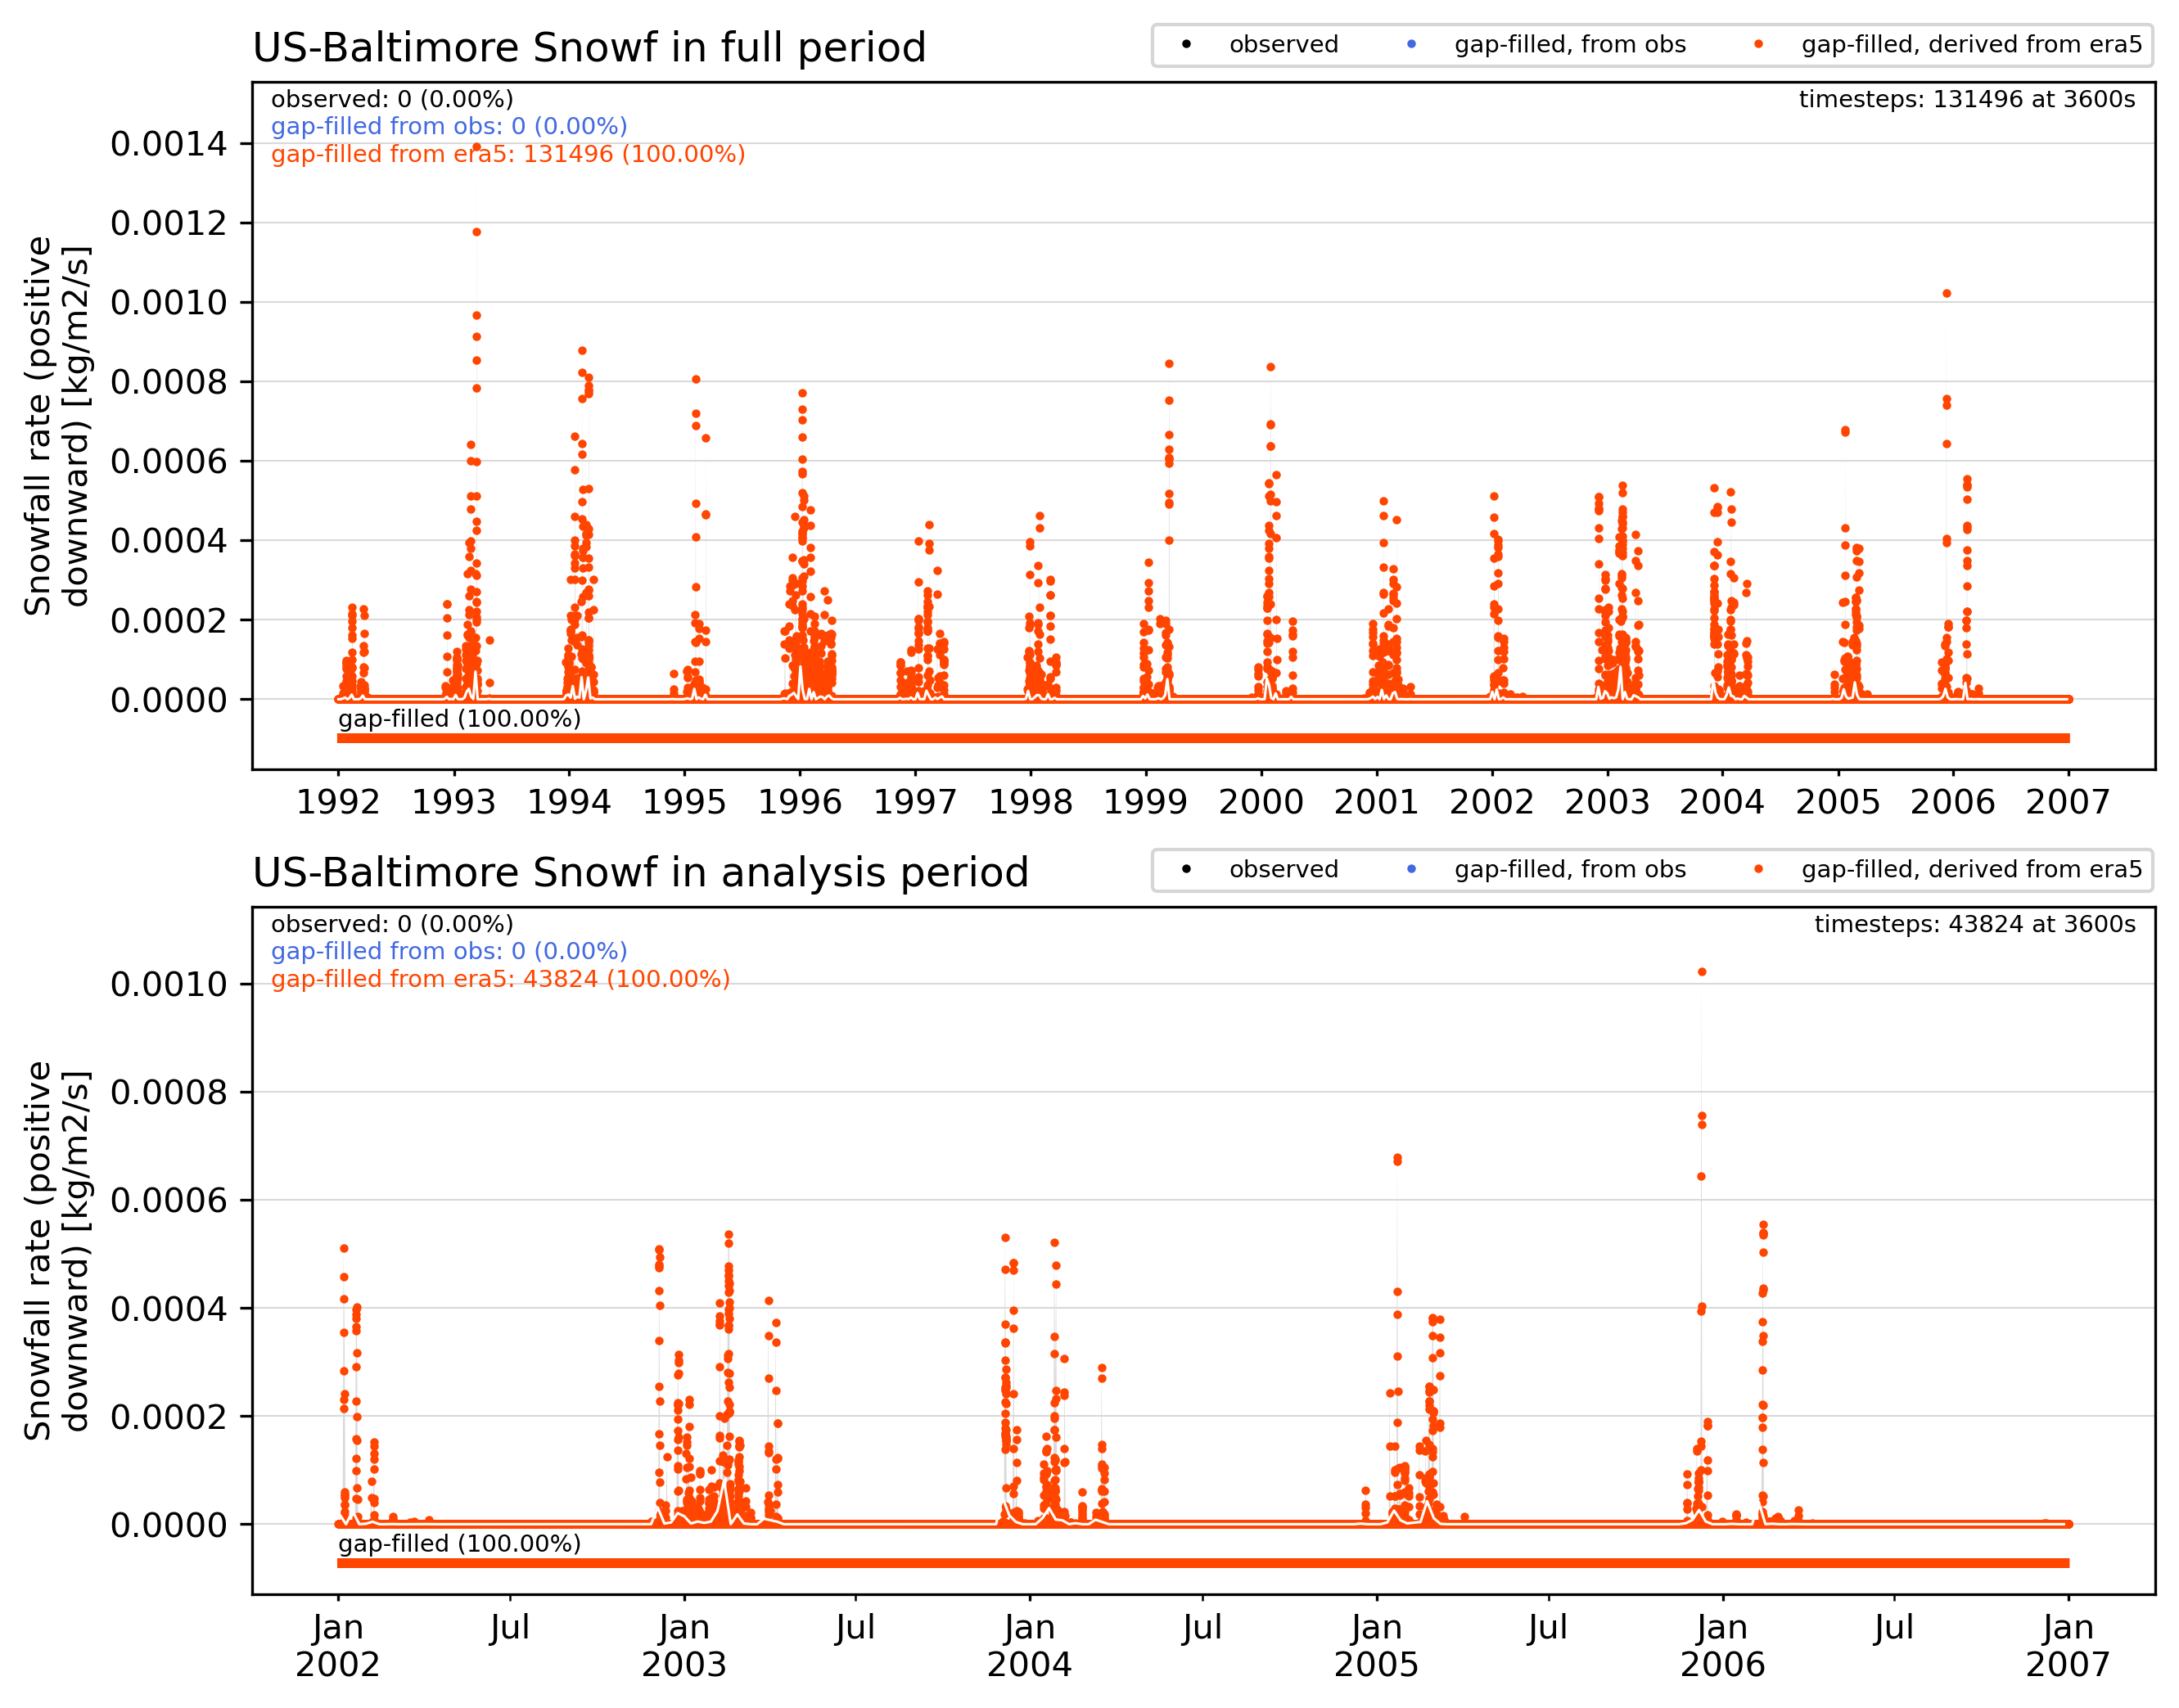 US-Baltimore Snowf in full period
observed gap-filled, from obs gap-filled, derived from era5
observed: 0 (0.00%)
timesteps: 131496 at 3600s
gap-filled from obs: 0 (0.00%)
gap-filled from era5: 131496 (100.00%)
Snowfall rate (positive
downward) [kg/m2/s]
0.0014
0.0012
0.0010
0.0008
0.0006
0.0004
0.0002
0.0000
gap-filled (100.00%)
1992 1993 1994 1995 1996 1997 1998 1999 2000 2001 2002 2003 2004 2005 2006 2007
US-Baltimore Snowf in analysis period
observed gap-filled, from obs gap-filled, derived from era5
observed: 0 (0.00%)
timesteps: 43824 at 3600s
gap-filled from obs: 0 (0.00%)
gap-filled from era5: 43824 (100.00%)
Snowfall rate (positive
downward) [kg/m2/s]
0.0010
0.0008
0.0006
0.0004
0.0002
0.0000
gap-filled (100.00%)
Jan Jul Jan Jul Jan Jul Jan Jul Jan Jul Jan
2002 2003 2004 2005 2006 2007